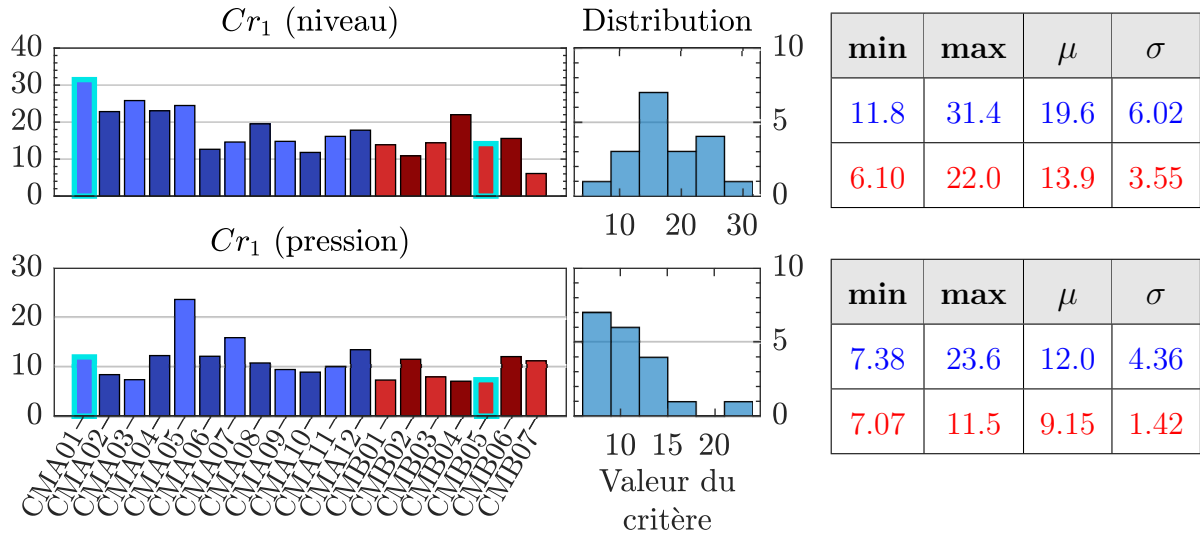 Cr1 (niveau)
40
30
20
10
0
Distribution
10
5
0
10 20 30
min max μ σ
11.8 31.4 19.6 6.02
6.10 22.0 13.9 3.55
Cr1 (pression)
30
20
10
0
CMA01
CMA02
CMA03
CMA04
CMA05
CMA06
CMA07
CMA08
CMA09
CMA10
CMA11
CMA12
CMB01
CMB02
CMB03
CMB04
CMB05
CMB06
CMB07
10
5
0
10 15 20
Valeur du
critère
min max μ σ
7.38 23.6 12.0 4.36
7.07 11.5 9.15 1.42